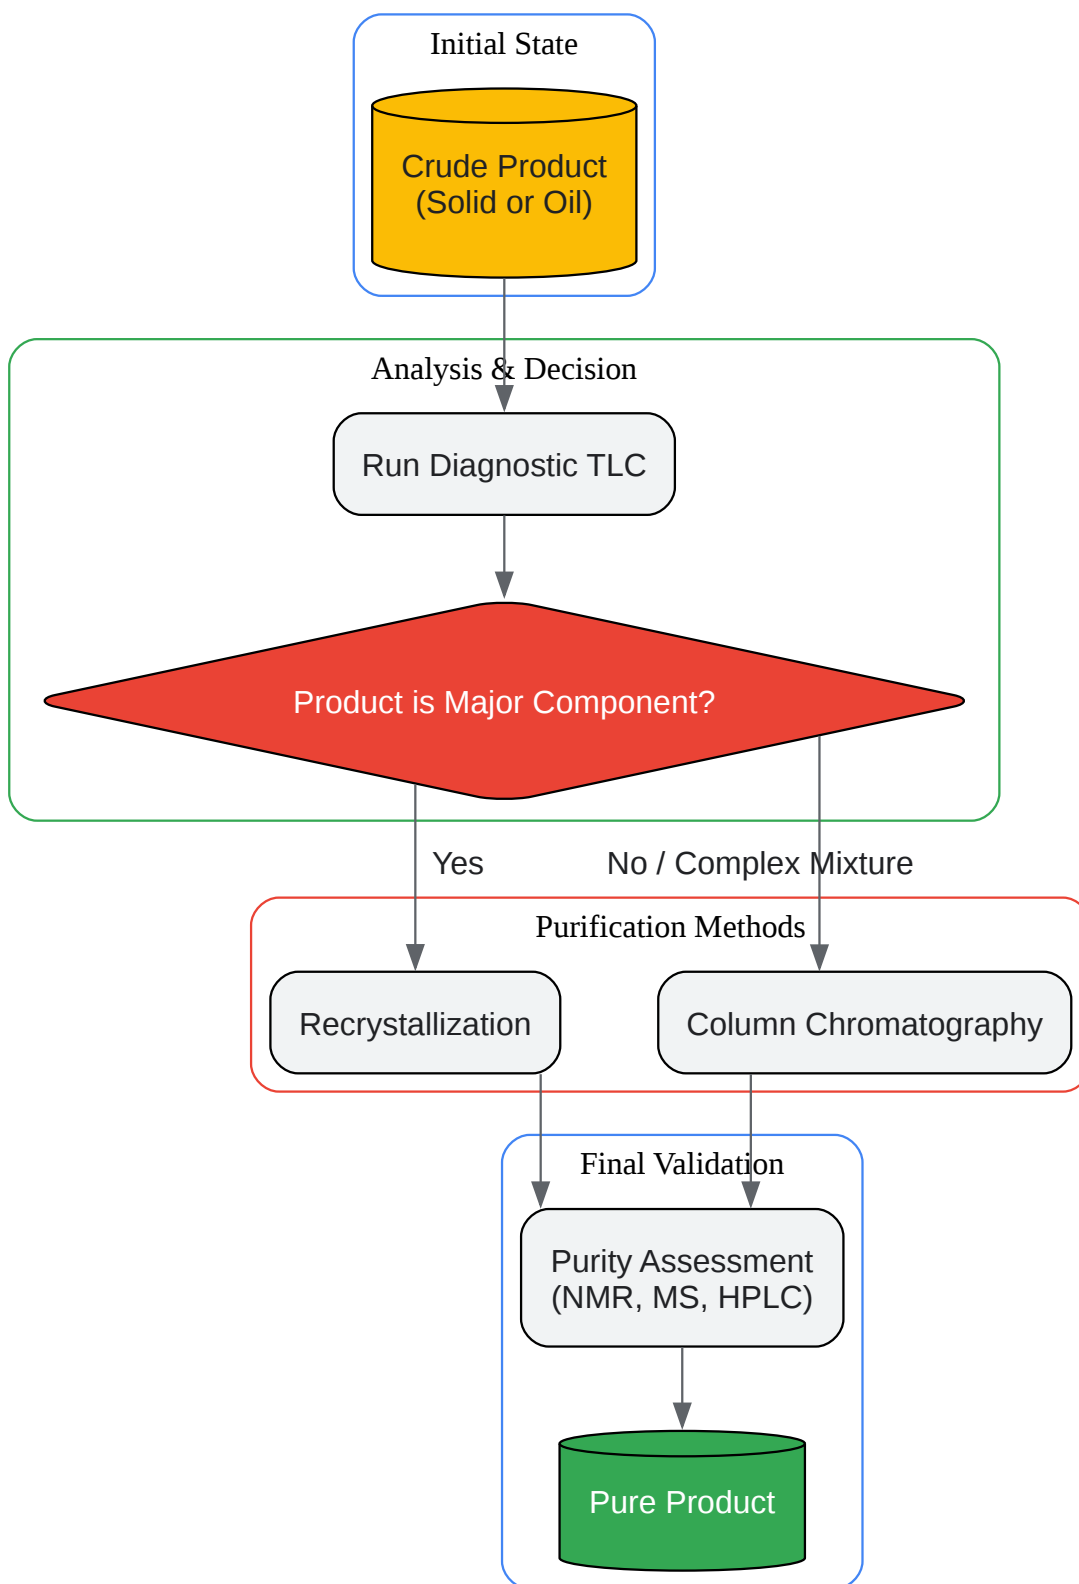 Initial State
Crude Product
(Solid or Oil)
Analysis & Decision
Run Diagnostic TLC
Product is Major Component?
Yes
No / Complex Mixture
Purification Methods
Recrystallization
Column Chromatography
Final Validation
Purity Assessment
(NMR, MS, HPLC)
Pure Product